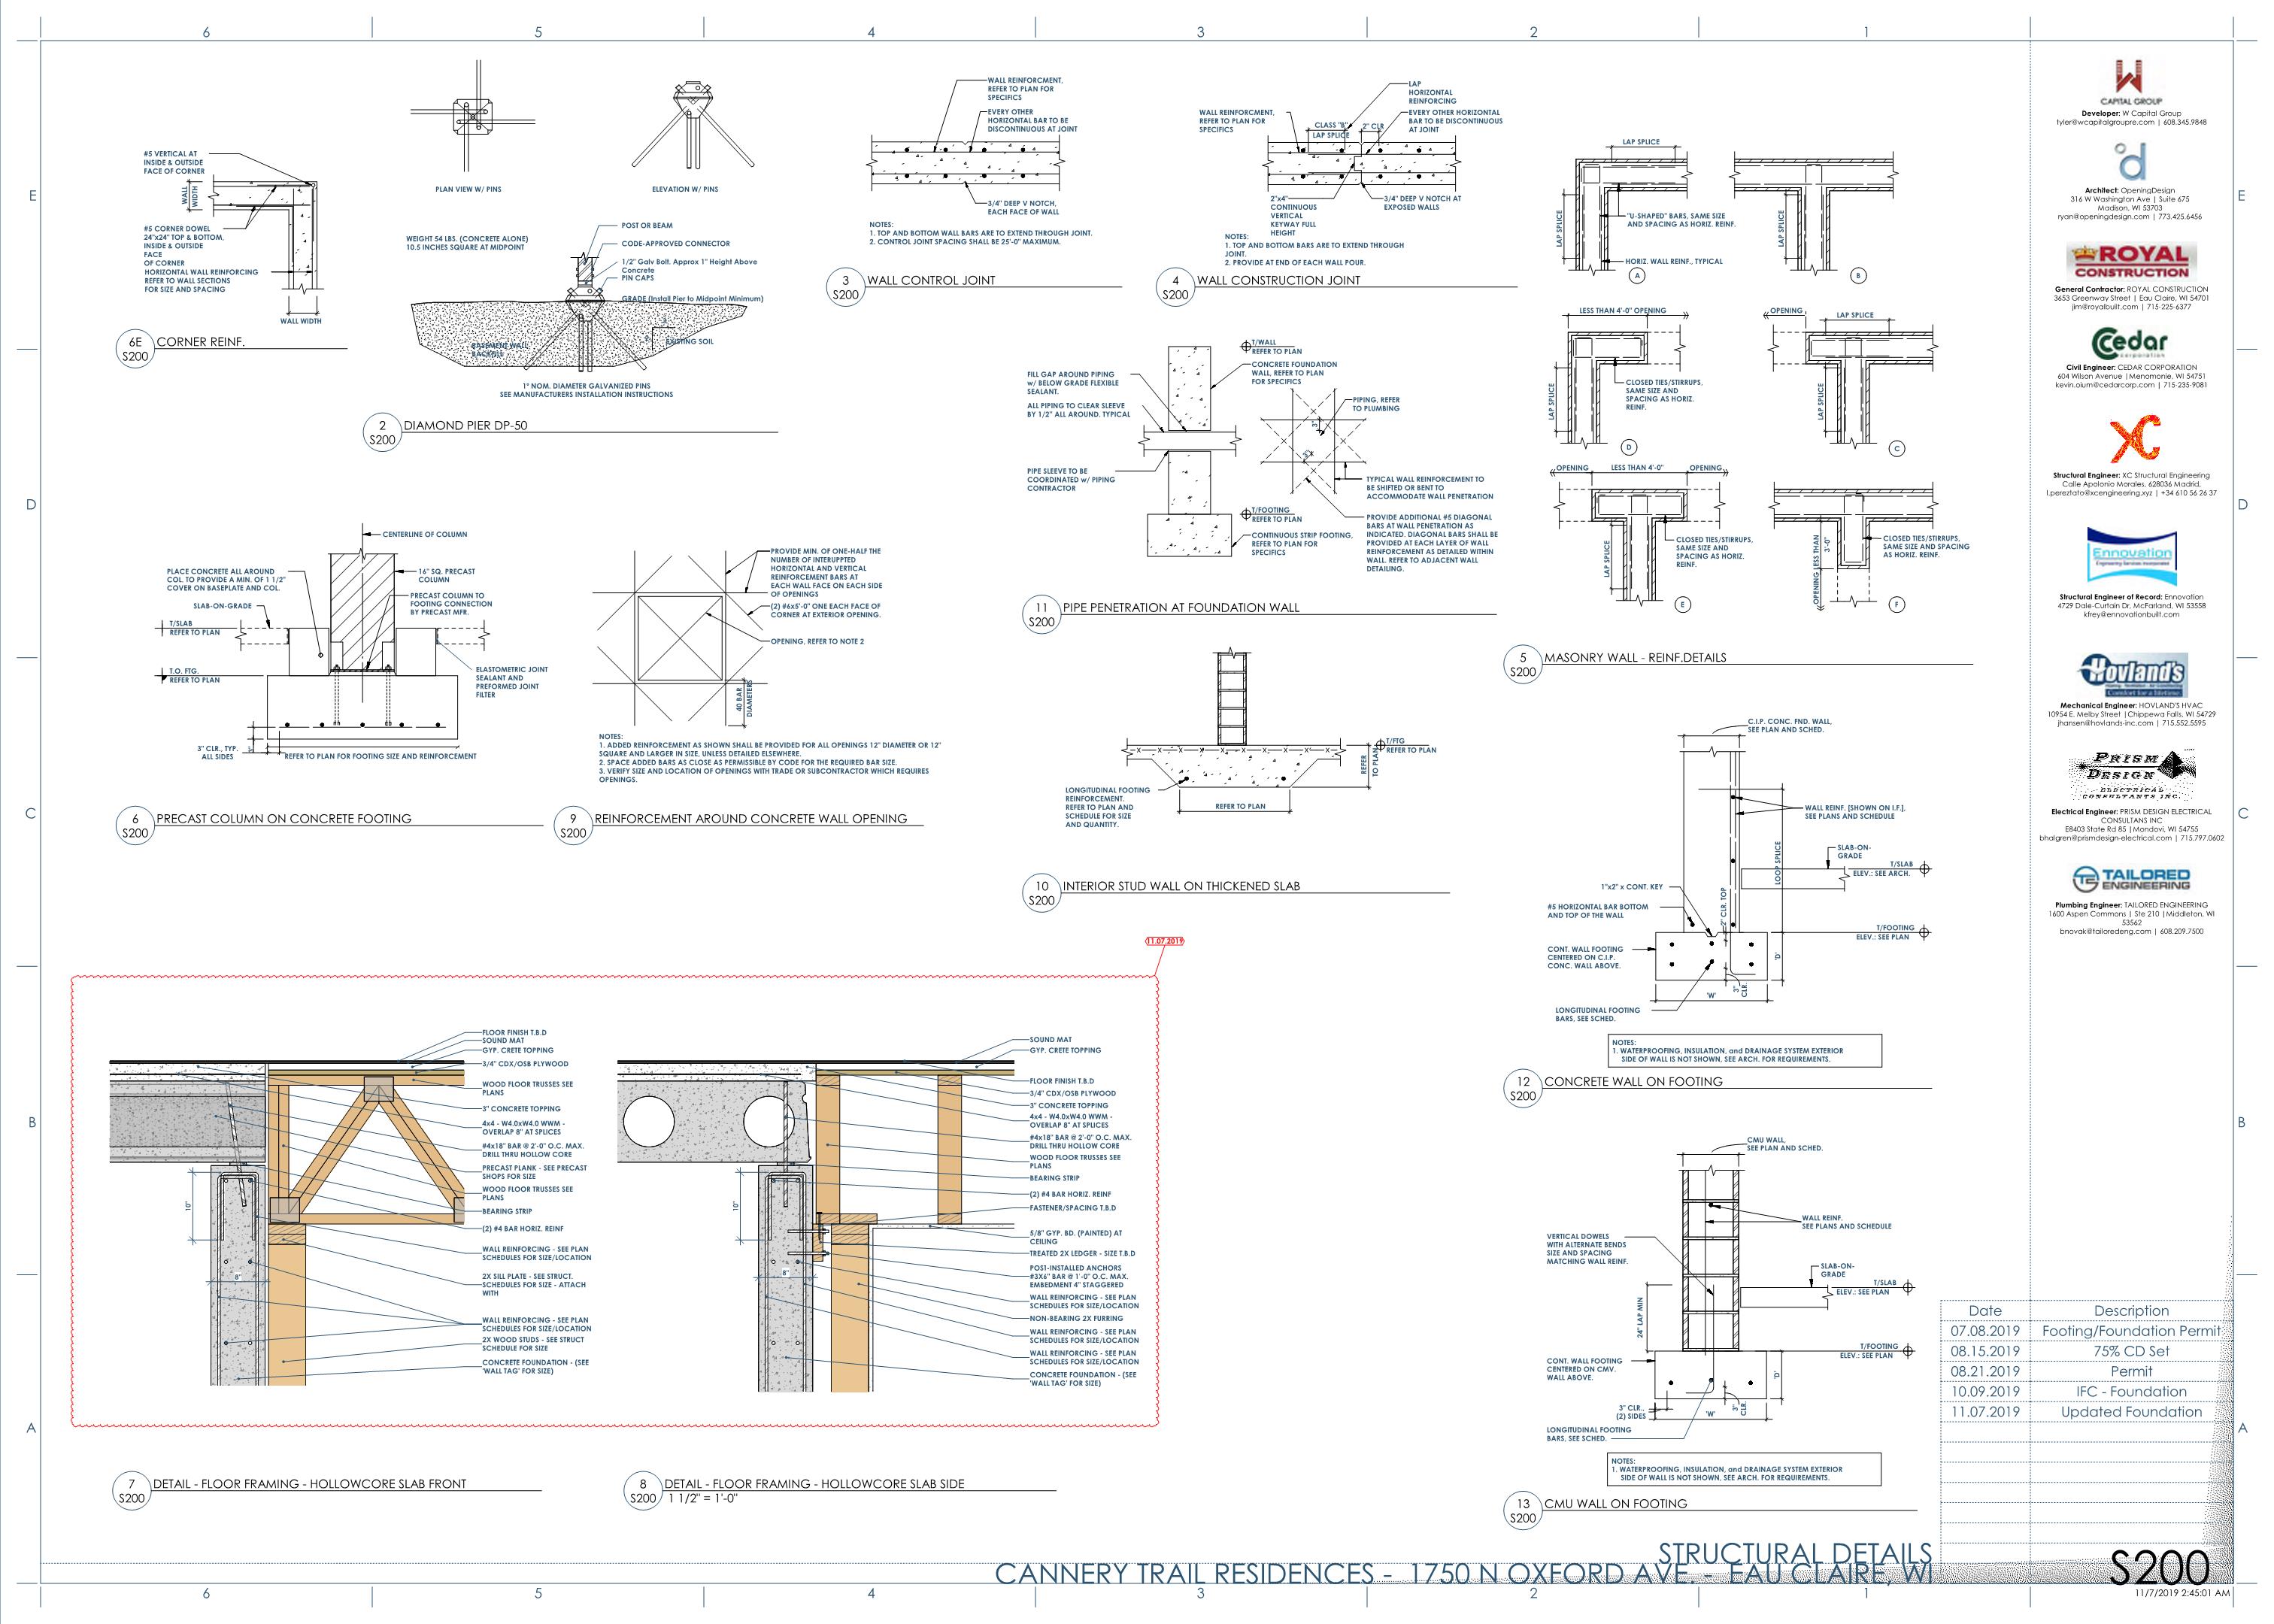 6
5
4
3
2
1
E
D
C
B
A
#5 VERTICAL AT
INSIDE & OUTSIDE
FACE OF CORNER
WALL
WIDTH
#5 CORNER DOWEL
24"x24" TOP & BOTTOM,
INSIDE & OUTSIDE
FACE
OF CORNER
HORIZONTAL WALL REINFORCING
REFER TO WALL SECTIONS
FOR SIZE AND SPACING
WALL WIDTH
6E
S200
CORNER REINF.
PLAN VIEW W/ PINS
ELEVATION W/ PINS
WEIGHT 54 LBS. (CONCRETE ALONE)
10.5 INCHES SQUARE AT MIDPOINT
POST OR BEAM
CODE-APPROVED CONNECTOR
1/2" Galv Bolt. Approx 1" Height Above
Concrete
PIN CAPS
GRADE (Install Pier to Midpoint Minimum)
BASEMENT WALL
BACKFILL
EXISTING SOIL
1" NOM. DIAMETER GALVANIZED PINS
SEE MANUFACTURERS INSTALLATION INSTRUCTIONS
2
S200
DIAMOND PIER DP-50
WALL REINFORCMENT,
REFER TO PLAN FOR
SPECIFICS
EVERY OTHER
HORIZONTAL BAR TO BE
DISCONTINUOUS AT JOINT
3/4" DEEP V NOTCH,
EACH FACE OF WALL
NOTES:
1. TOP AND BOTTOM WALL BARS ARE TO EXTEND THROUGH JOINT.
2. CONTROL JOINT SPACING SHALL BE 25'-0" MAXIMUM.
3
S200
WALL CONTROL JOINT
WALL REINFORCMENT,
REFER TO PLAN FOR
SPECIFICS
LAP
HORIZONTAL
REINFORCING
CLASS "B"
LAP SPLICE
2" CLR
EVERY OTHER HORIZONTAL
BAR TO BE DISCONTINUOUS
AT JOINT
2"x4"
CONTINUOUS
VERTICAL
KEYWAY FULL
HEIGHT
3/4" DEEP V NOTCH AT
EXPOSED WALLS
NOTES:
1. TOP AND BOTTOM BARS ARE TO EXTEND THROUGH
JOINT.
2. PROVIDE AT END OF EACH WALL POUR.
4
S200
WALL CONSTRUCTION JOINT
LAP SPLICE
LAP SPLICE
"U-SHAPED" BARS, SAME SIZE
AND SPACING AS HORIZ. REINF.
HORIZ. WALL REINF., TYPICAL
A
LAP SPLICE
B
LESS THAN 4'-0" OPENING
LAP SPLICE
CLOSED TIES/STIRRUPS,
SAME SIZE AND
SPACING AS HORIZ.
REINF.
D
OPENING
LAP SPLICE
LAP SPLICE
C
OPENING
LESS THAN 4'-0"
OPENING
LAP SPLICE
CLOSED TIES/STIRRUPS,
SAME SIZE AND
SPACING AS HORIZ.
REINF.
E
OPENING LESS THAN
3'-0"
CLOSED TIES/STIRRUPS,
SAME SIZE AND SPACING
AS HORIZ. REINF.
F
5
S200
MASONRY WALL - REINF.DETAILS
T/WALL
REFER TO PLAN
FILL GAP AROUND PIPING
w/ BELOW GRADE FLEXIBLE
SEALANT.
ALL PIPING TO CLEAR SLEEVE
BY 1/2" ALL AROUND. TYPICAL
CONCRETE FOUNDATION
WALL, REFER TO PLAN
FOR SPECIFICS
PIPING, REFER
TO PLUMBING
3"
PIPE SLEEVE TO BE
COORDINATED w/ PIPING
CONTRACTOR
TYPICAL WALL REINFORCEMENT TO
BE SHIFTED OR BENT TO
ACCOMMODATE WALL PENETRATION
T/FOOTING
REFER TO PLAN
CONTINUOUS STRIP FOOTING,
REFER TO PLAN FOR
SPECIFICS
PROVIDE ADDITIONAL #5 DIAGONAL
BARS AT WALL PENETRATION AS
INDICATED. DIAGONAL BARS SHALL BE
PROVIDED AT EACH LAYER OF WALL
REINFORCEMENT AS DETAILED WITHIN
WALL. REFER TO ADJACENT WALL
DETAILING.
11
S200
PIPE PENETRATION AT FOUNDATION WALL
CENTERLINE OF COLUMN
PLACE CONCRETE ALL AROUND
COL. TO PROVIDE A MIN. OF 1 1/2"
COVER ON BASEPLATE AND COL.
16" SQ. PRECAST
COLUMN
SLAB-ON-GRADE
PRECAST COLUMN TO
FOOTING CONNECTION
BY PRECAST MFR.
T/SLAB
REFER TO PLAN
T.O. FTG.
REFER TO PLAN
ELASTOMETRIC JOINT
SEALANT AND
PREFORMED JOINT
FILTER
3" CLR., TYP.
ALL SIDES
3"
REFER TO PLAN FOR FOOTING SIZE AND REINFORCEMENT
6
S200
PRECAST COLUMN ON CONCRETE FOOTING
PROVIDE MIN. OF ONE-HALF THE
NUMBER OF INTERUPPTED
HORIZONTAL AND VERTICAL
REINFORCEMENT BARS AT
EACH WALL FACE ON EACH SIDE
OF OPENINGS
(2) #6x5'-0" ONE EACH FACE OF
CORNER AT EXTERIOR OPENING.
OPENING, REFER TO NOTE 2
40 BAR
DIAMETERS
NOTES:
1. ADDED REINFORCEMENT AS SHOWN SHALL BE PROVIDED FOR ALL OPENINGS 12" DIAMETER OR 12"
SQUARE AND LARGER IN SIZE, UNLESS DETAILED ELSEWHERE.
2. SPACE ADDED BARS AS CLOSE AS PERMISSIBLE BY CODE FOR THE REQUIRED BAR SIZE.
3. VERIFY SIZE AND LOCATION OF OPENINGS WITH TRADE OR SUBCONTRACTOR WHICH REQUIRES
OPENINGS.
9
S200
REINFORCEMENT AROUND CONCRETE WALL OPENING
T/FTG
REFER TO PLAN
REFER
TO PLAN
LONGITUDINAL FOOTING
REINFORCEMENT.
REFER TO PLAN AND
SCHEDULE FOR SIZE
AND QUANTITY.
REFER TO PLAN
10
S200
INTERIOR STUD WALL ON THICKENED SLAB
C.I.P. CONC. FND. WALL,
SEE PLAN AND SCHED.
WALL REINF. [SHOWN ON I.F.],
SEE PLANS AND SCHEDULE
SLAB-ON-
GRADE
T/SLAB
ELEV.: SEE ARCH.
LOOP SPLICE
2" CLR. TOP
1"x2" x CONT. KEY
#5 HORIZONTAL BAR BOTTOM
AND TOP OF THE WALL
T/FOOTING
ELEV.: SEE PLAN
CONT. WALL FOOTING
CENTERED ON C.I.P.
CONC. WALL ABOVE.
'D'
'W'
3"
CLR.
LONGITUDINAL FOOTING
BARS, SEE SCHED.
NOTES:
1. WATERPROOFING, INSULATION, and DRAINAGE SYSTEM EXTERIOR
SIDE OF WALL IS NOT SHOWN, SEE ARCH. FOR REQUIREMENTS.
12
S200
CONCRETE WALL ON FOOTING
11.07.2019
FLOOR FINISH T.B.D
SOUND MAT
GYP. CRETE TOPPING
3/4" CDX/OSB PLYWOOD
WOOD FLOOR TRUSSES SEE
PLANS
3" CONCRETE TOPPING
4x4 - W4.0xW4.0 WWM -
OVERLAP 8" AT SPLICES
#4x18" BAR @ 2'-0" O.C. MAX.
DRILL THRU HOLLOW CORE
PRECAST PLANK - SEE PRECAST
SHOPS FOR SIZE
WOOD FLOOR TRUSSES SEE
PLANS
BEARING STRIP
(2) #4 BAR HORIZ. REINF
WALL REINFORCING - SEE PLAN
SCHEDULES FOR SIZE/LOCATION
2X SILL PLATE - SEE STRUCT.
SCHEDULES FOR SIZE - ATTACH
WITH
WALL REINFORCING - SEE PLAN
SCHEDULES FOR SIZE/LOCATION
2X WOOD STUDS - SEE STRUCT
SCHEDULE FOR SIZE
CONCRETE FOUNDATION - (SEE
'WALL TAG' FOR SIZE)
10"
8"
7
S200
DETAIL - FLOOR FRAMING - HOLLOWCORE SLAB FRONT
SOUND MAT
GYP. CRETE TOPPING
FLOOR FINISH T.B.D
3/4" CDX/OSB PLYWOOD
3" CONCRETE TOPPING
4x4 - W4.0xW4.0 WWM -
OVERLAP 8" AT SPLICES
#4x18" BAR @ 2'-0" O.C. MAX.
DRILL THRU HOLLOW CORE
WOOD FLOOR TRUSSES SEE
PLANS
BEARING STRIP
(2) #4 BAR HORIZ. REINF
FASTENER/SPACING T.B.D
5/8" GYP. BD. (PAINTED) AT
CEILING
TREATED 2X LEDGER - SIZE T.B.D
POST-INSTALLED ANCHORS
#3X6" BAR @ 1'-0" O.C. MAX.
EMBEDMENT 4" STAGGERED
WALL REINFORCING - SEE PLAN
SCHEDULES FOR SIZE/LOCATION
NON-BEARING 2X FURRING
WALL REINFORCING - SEE PLAN
SCHEDULES FOR SIZE/LOCATION
WALL REINFORCING - SEE PLAN
SCHEDULES FOR SIZE/LOCATION
CONCRETE FOUNDATION - (SEE
'WALL TAG' FOR SIZE)
10"
8"
8
S200
DETAIL - FLOOR FRAMING - HOLLOWCORE SLAB SIDE
1 1/2" = 1'-0"
CMU WALL,
SEE PLAN AND SCHED.
WALL REINF.
SEE PLANS AND SCHEDULE
VERTICAL DOWELS
WITH ALTERNATE BENDS
SIZE AND SPACING
MATCHING WALL REINF.
SLAB-ON-
GRADE
T/SLAB
ELEV.: SEE PLAN
24" LAP MIN
T/FOOTING
ELEV.: SEE PLAN
CONT. WALL FOOTING
CENTERED ON CMV.
WALL ABOVE.
'D'
3" CLR.,
(2) SIDES
'W'
3"
CLR.
LONGITUDINAL FOOTING
BARS, SEE SCHED.
NOTES:
1. WATERPROOFING, INSULATION, and DRAINAGE SYSTEM EXTERIOR
SIDE OF WALL IS NOT SHOWN, SEE ARCH. FOR REQUIREMENTS.
13
S200
CMU WALL ON FOOTING
W
CAPITAL GROUP
Developer: W Capital Group
tyler@wcapitalgroupre.com | 608.345.9848
d
Architect: OpeningDesign
316 W Washington Ave | Suite 675
Madison, WI 53703
ryan@openingdesign.com | 773.425.6456
ROYAL
CONSTRUCTION
General Contractor: ROYAL CONSTRUCTION
3653 Greenway Street | Eau Claire, WI 54701
jim@royalbuilt.com | 715-225-6377
Cedar
corporation
Civil Engineer: CEDAR CORPORATION
604 Wilson Avenue |Menomonie, WI 54751
kevin.oium@cedarcorp.com | 715-235-9081
XC
Structural Engineer: XC Structural Engineering
Calle Apolonio Morales, 628036 Madrid,
l.pereztato@xcengineering.xyz | +34 610 56 26 37
Ennovation
Engineering Services Incorporated
Structural Engineer of Record: Ennovation
4729 Dale-Curtain Dr, McFarland, WI 53558
kfrey@ennovationbuilt.com
Hovland's
Comfort for a lifetime
Mechanical Engineer: HOVLAND'S HVAC
10954 E. Melby Street |Chippewa Falls, WI 54729
jhansen@hovlands-inc.com | 715.552.5595
PRISM
DESIGN
ELECTRICAL
CONSULTANTS INC.
Electrical Engineer: PRISM DESIGN ELECTRICAL
CONSULTANS INC
E8403 State Rd 85 |Mondovi, WI 54755
bhalgren@prismdesign-electrical.com | 715.797.0602
TE
TAILORED
ENGINEERING
Plumbing Engineer: TAILORED ENGINEERING
1600 Aspen Commons | Ste 210 |Middleton, WI
53562
bnovak@tailoredeng.com | 608.209.7500
Date Description
07.08.2019 Footing/Foundation Permit
08.15.2019 75% CD Set
08.21.2019 Permit
10.09.2019 IFC - Foundation
11.07.2019 Updated Foundation
STRUCTURAL DETAILS
CANNERY TRAIL RESIDENCES - 1750 N OXFORD AVE. - EAU CLAIRE, WI
S200
11/7/2019 2:45:01 AM
E
D
C
B
A
6
5
4
3
2
1